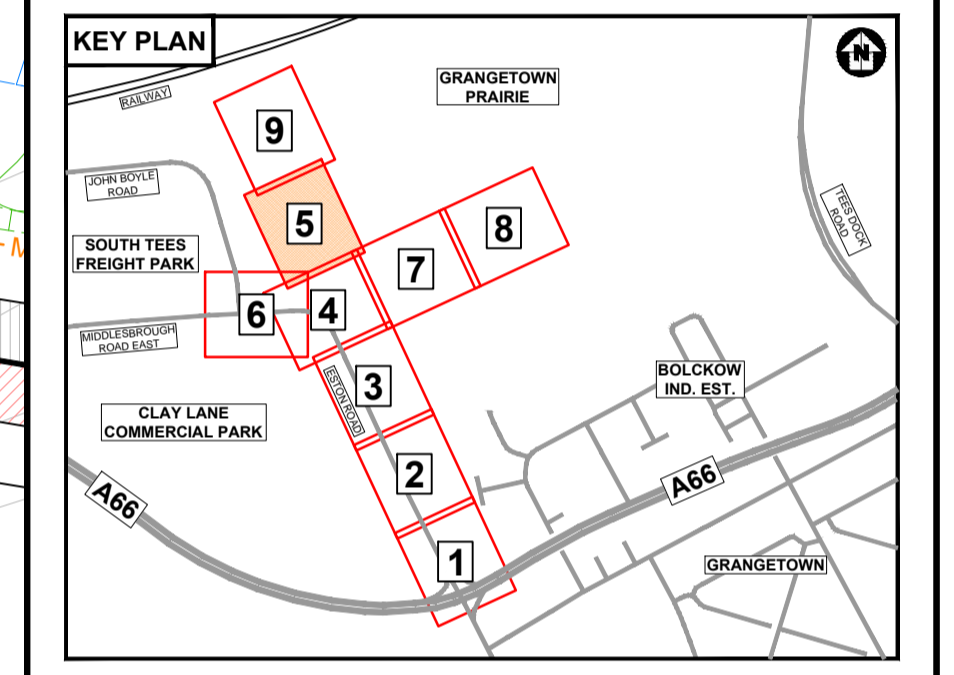 KEY PLAN
N
GRANGETOWN
PRAIRIE
RAILWAY
9
JOHN BOYLE
ROAD
5
8
TEES DOCK
ROAD
SOUTH TEES
FREIGHT PARK
7
6
4
MIDDLESBROUGH
ROAD EAST
3
ESTON ROAD
BOLCKOW
IND. EST.
CLAY LANE
COMMERCIAL PARK
2
A66
A66
1
GRANGETOWN